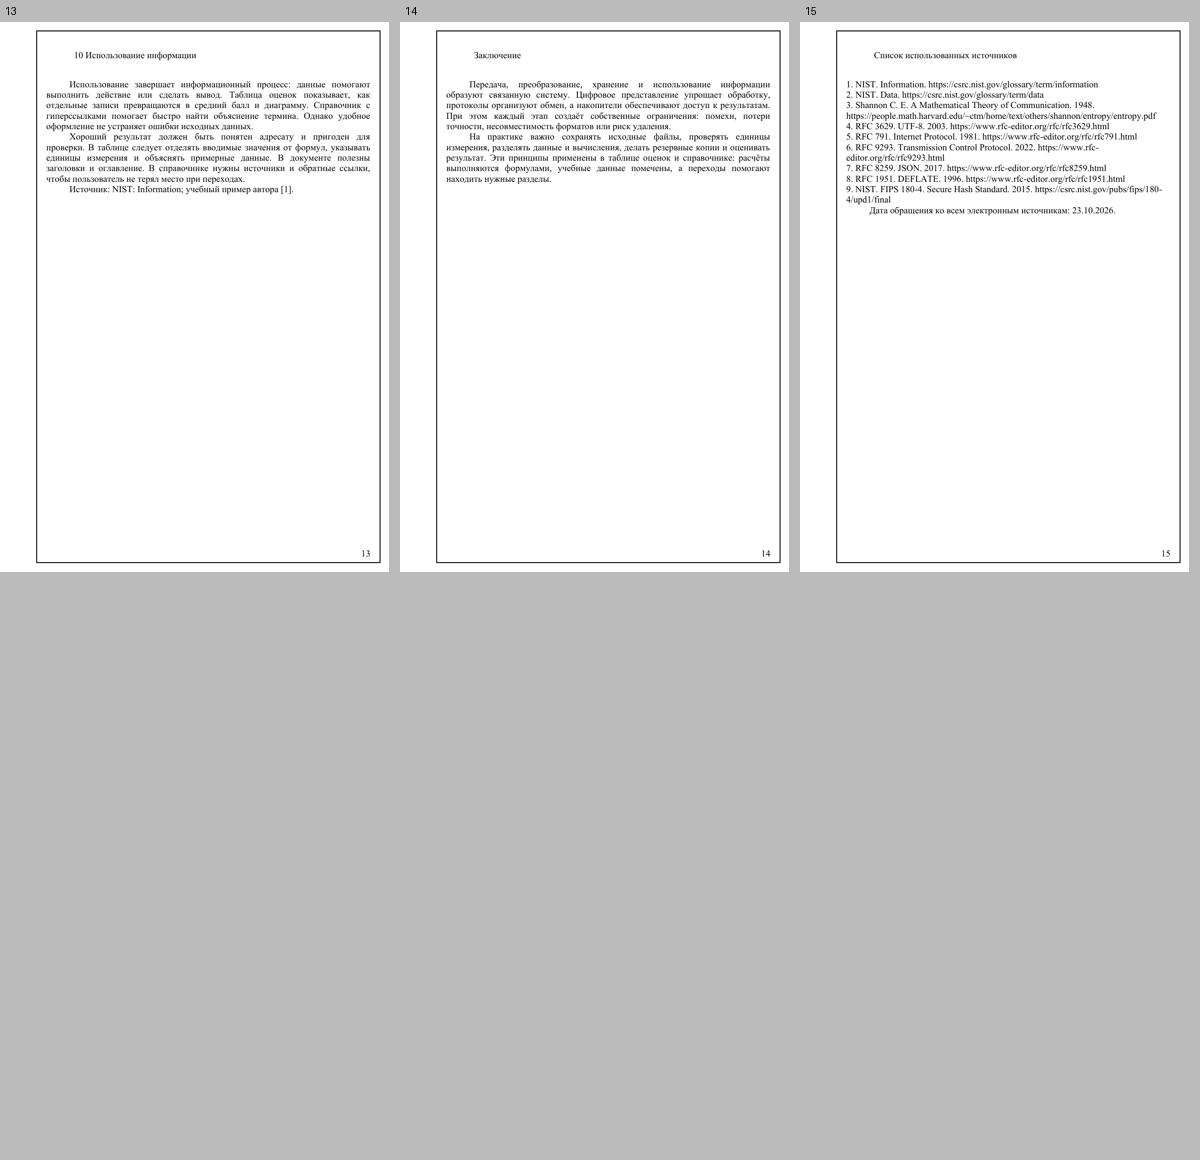 13
10 Использование информации
Использование завершает информационный процесс: данные помогают
выполнить действие или сделать вывод. Таблица оценок показывает, как
отдельные записи превращаются в средний балл и диаграмму. Справочник с
гиперссылками помогает быстро найти объяснение термина. Однако удобное
оформление не устраняет ошибки исходных данных.
Хороший результат должен быть понятен адресату и пригоден для
проверки. В таблице следует отделять вводимые значения от формул, указывать
единицы измерения и объяснять примерные данные. В документе полезны
заголовки и оглавление. В справочнике нужны источники и обратные ссылки,
чтобы пользователь не терял место при переходах.
Источник: NIST: Information; учебный пример автора [1].
13
14
Заключение
Передача, преобразование, хранение и использование информации
образуют связанную систему. Цифровое представление упрощает обработку,
протоколы организуют обмен, а накопители обеспечивают доступ к результатам.
При этом каждый этап создаёт собственные ограничения: помехи, потери
точности, несовместимость форматов или риск удаления.
На практике важно сохранять исходные файлы, проверять единицы
измерения, разделять данные и вычисления, делать резервные копии и оценивать
результат. Эти принципы применены в таблице оценок и справочнике: расчёты
выполняются формулами, учебные данные помечены, а переходы помогают
находить нужные разделы.
14
15
Список использованных источников
1. NIST. Information. https://csrc.nist.gov/glossary/term/information
2. NIST. Data. https://csrc.nist.gov/glossary/term/data
3. Shannon C. E. A Mathematical Theory of Communication. 1948.
https://people.math.harvard.edu/~ctm/home/text/others/shannon/entropy/entropy.pdf
4. RFC 3629. UTF-8. 2003. https://www.rfc-editor.org/rfc/rfc3629.html
5. RFC 791. Internet Protocol. 1981. https://www.rfc-editor.org/rfc/rfc791.html
6. RFC 9293. Transmission Control Protocol. 2022. https://www.rfc-
editor.org/rfc/rfc9293.html
7. RFC 8259. JSON. 2017. https://www.rfc-editor.org/rfc/rfc8259.html
8. RFC 1951. DEFLATE. 1996. https://www.rfc-editor.org/rfc/rfc1951.html
9. NIST. FIPS 180-4. Secure Hash Standard. 2015. https://csrc.nist.gov/pubs/fips/180-
4/upd1/final
Дата обращения ко всем электронным источникам: 23.10.2026.
15